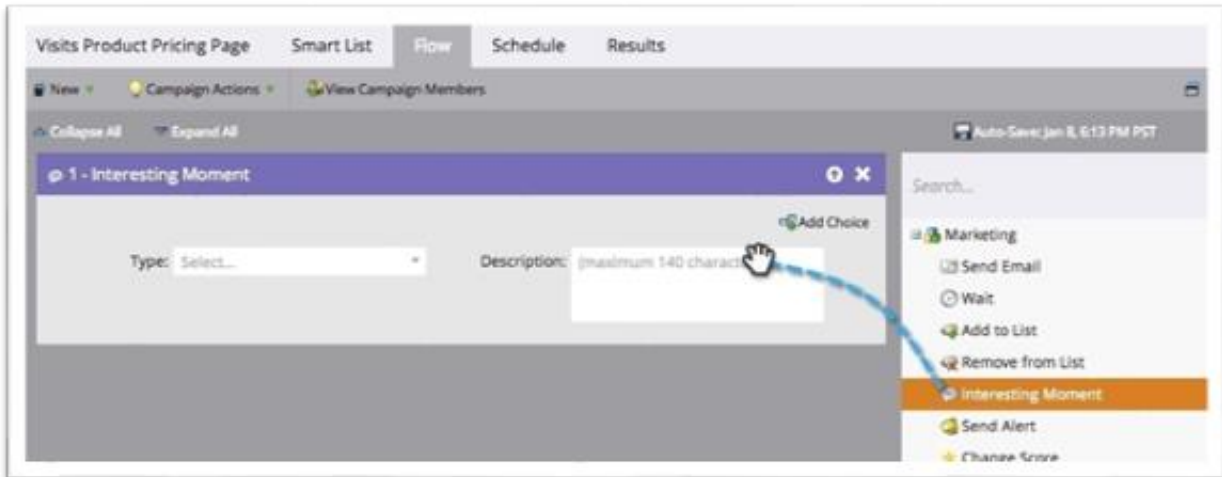 Visits Product Pricing Page Smart List Flow Schedule Results
New Campaign Actions View Campaign Members
Collapse All Expand All Auto-Save: Jan 8, 6:13 PM PST
1 - Interesting Moment
Search...
Add Choice
Marketing
Type: Select... Description: (maximum 140 charact
Send Email
Wait
Add to List
Remove from List
Interesting Moment
Send Alert
Change Score